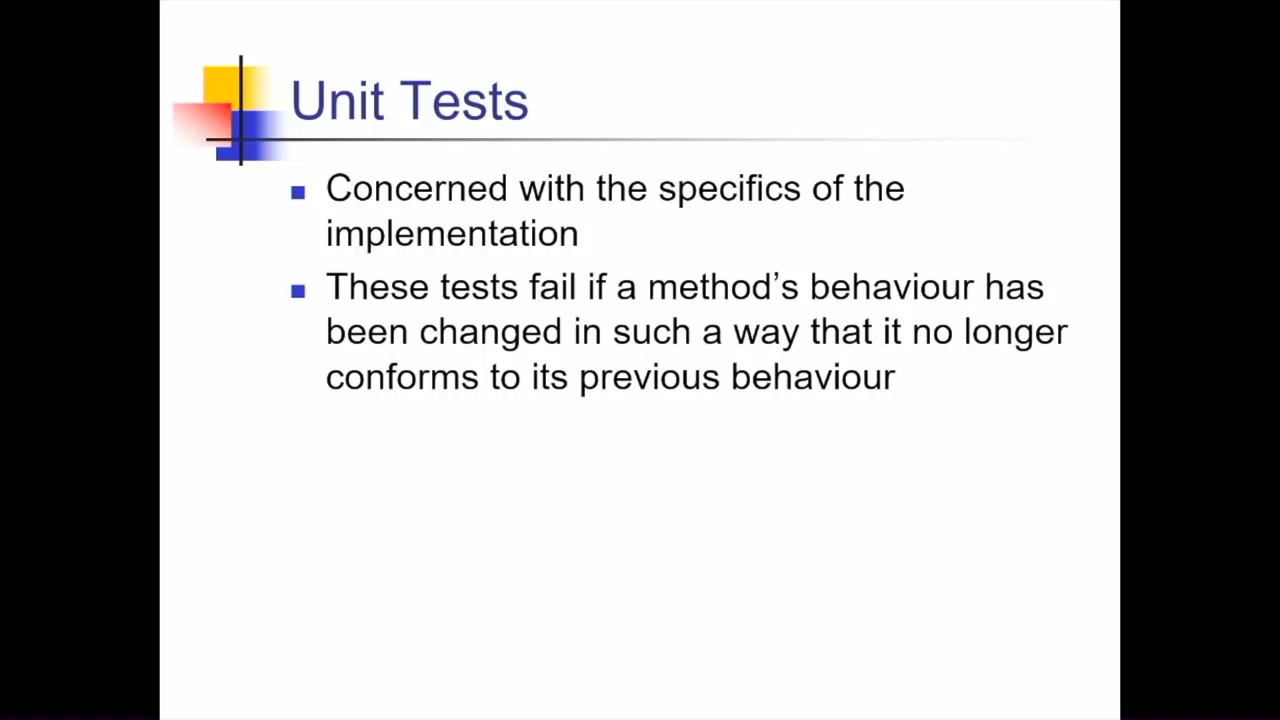 Unit Tests
Concerned with the specifics of the
implementation
These tests fail if a method’s behaviour has
been changed in such a way that it no longer
conforms to its previous behaviour